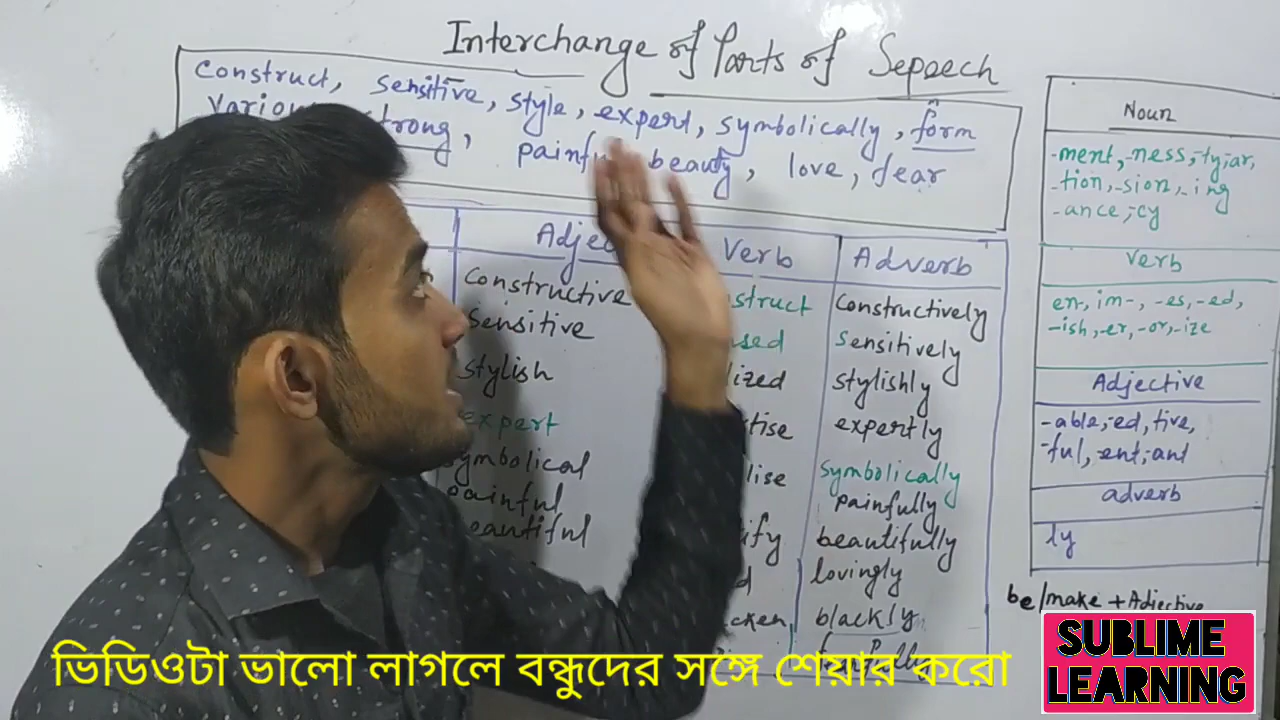 Interchange of Parts of Sepeech
construct, sensitive, style, expert, symbolically, form
strong, beauty, love, dear
Verb Adverb
constructive constructively
sensitive sensitively
stylish stylishly
expert expertly
symbolical symbolically
painful painfully
beautiful beautifully
lovingly
blackly
Noun
-ment, -ness, -ty, -ar,
-tion, -sion, -ing
-ance, -cy
Verb
en-, im-, -es, -ed,
-ish, -er, -or, -ize
Adjective
-able, -ed, tive,
-ful, ent, ant
adverb
ly
be/make + Adjective
ভিডিওটা ভালো লাগলে বন্ধুদের সঙ্গে শেয়ার করো
SUBLIME
LEARNING